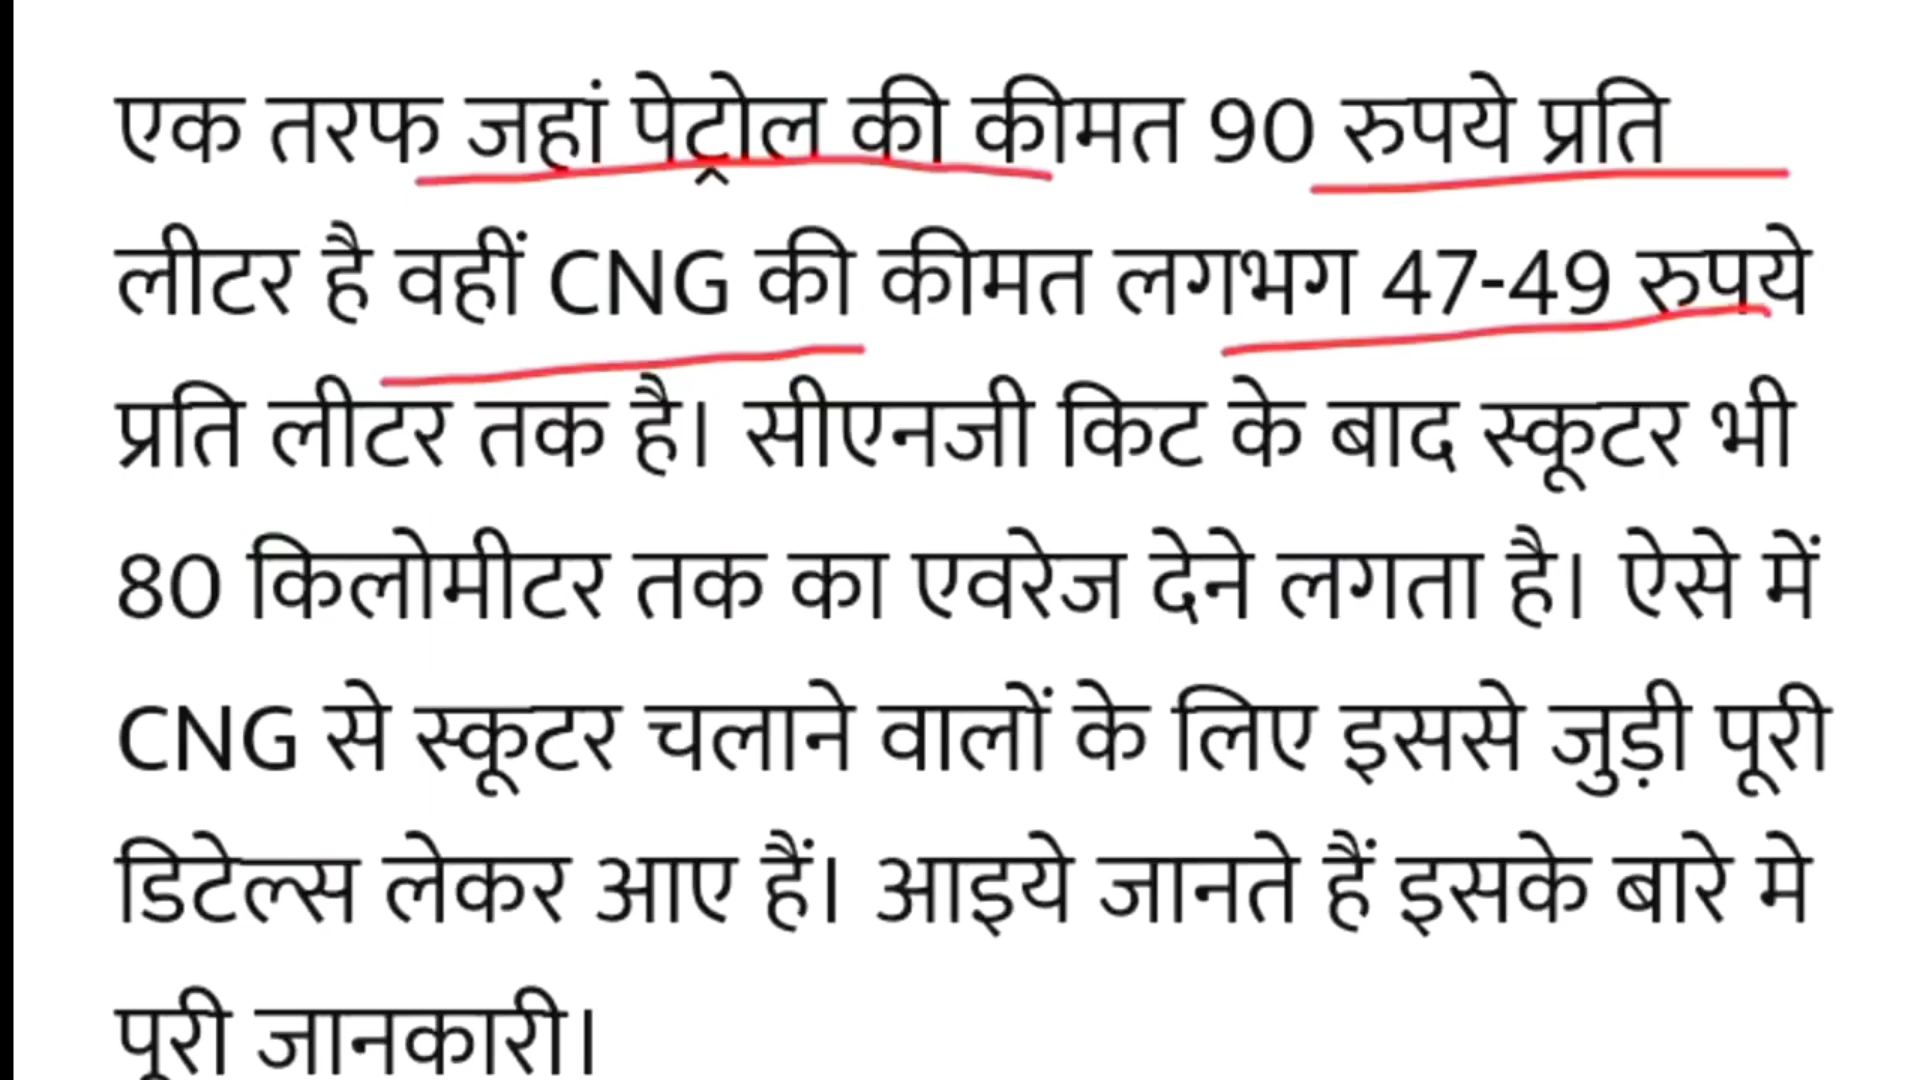 एक तरफ जहां पेट्रोल की कीमत 90 रुपये प्रति
लीटर है वहीं CNG की कीमत लगभग 47-49 रुपये
प्रति लीटर तक है। सीएनजी किट के बाद स्कूटर भी
80 किलोमीटर तक का एवरेज देने लगता है। ऐसे में
CNG से स्कूटर चलाने वालों के लिए इससे जुड़ी पूरी
डिटेल्स लेकर आए हैं। आइये जानते हैं इसके बारे मे
पूरी जानकारी।